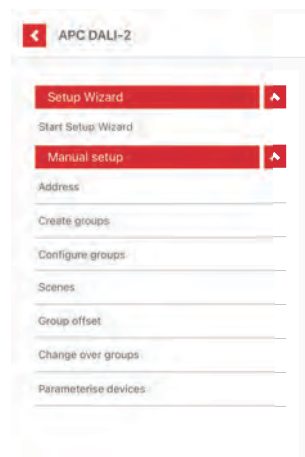 APC DALI-2
Setup Wizard
Start Setup Wizard
Manual setup
Address
Create groups
Configure groups
Scenes
Group offset
Change over groups
Parameterise devices